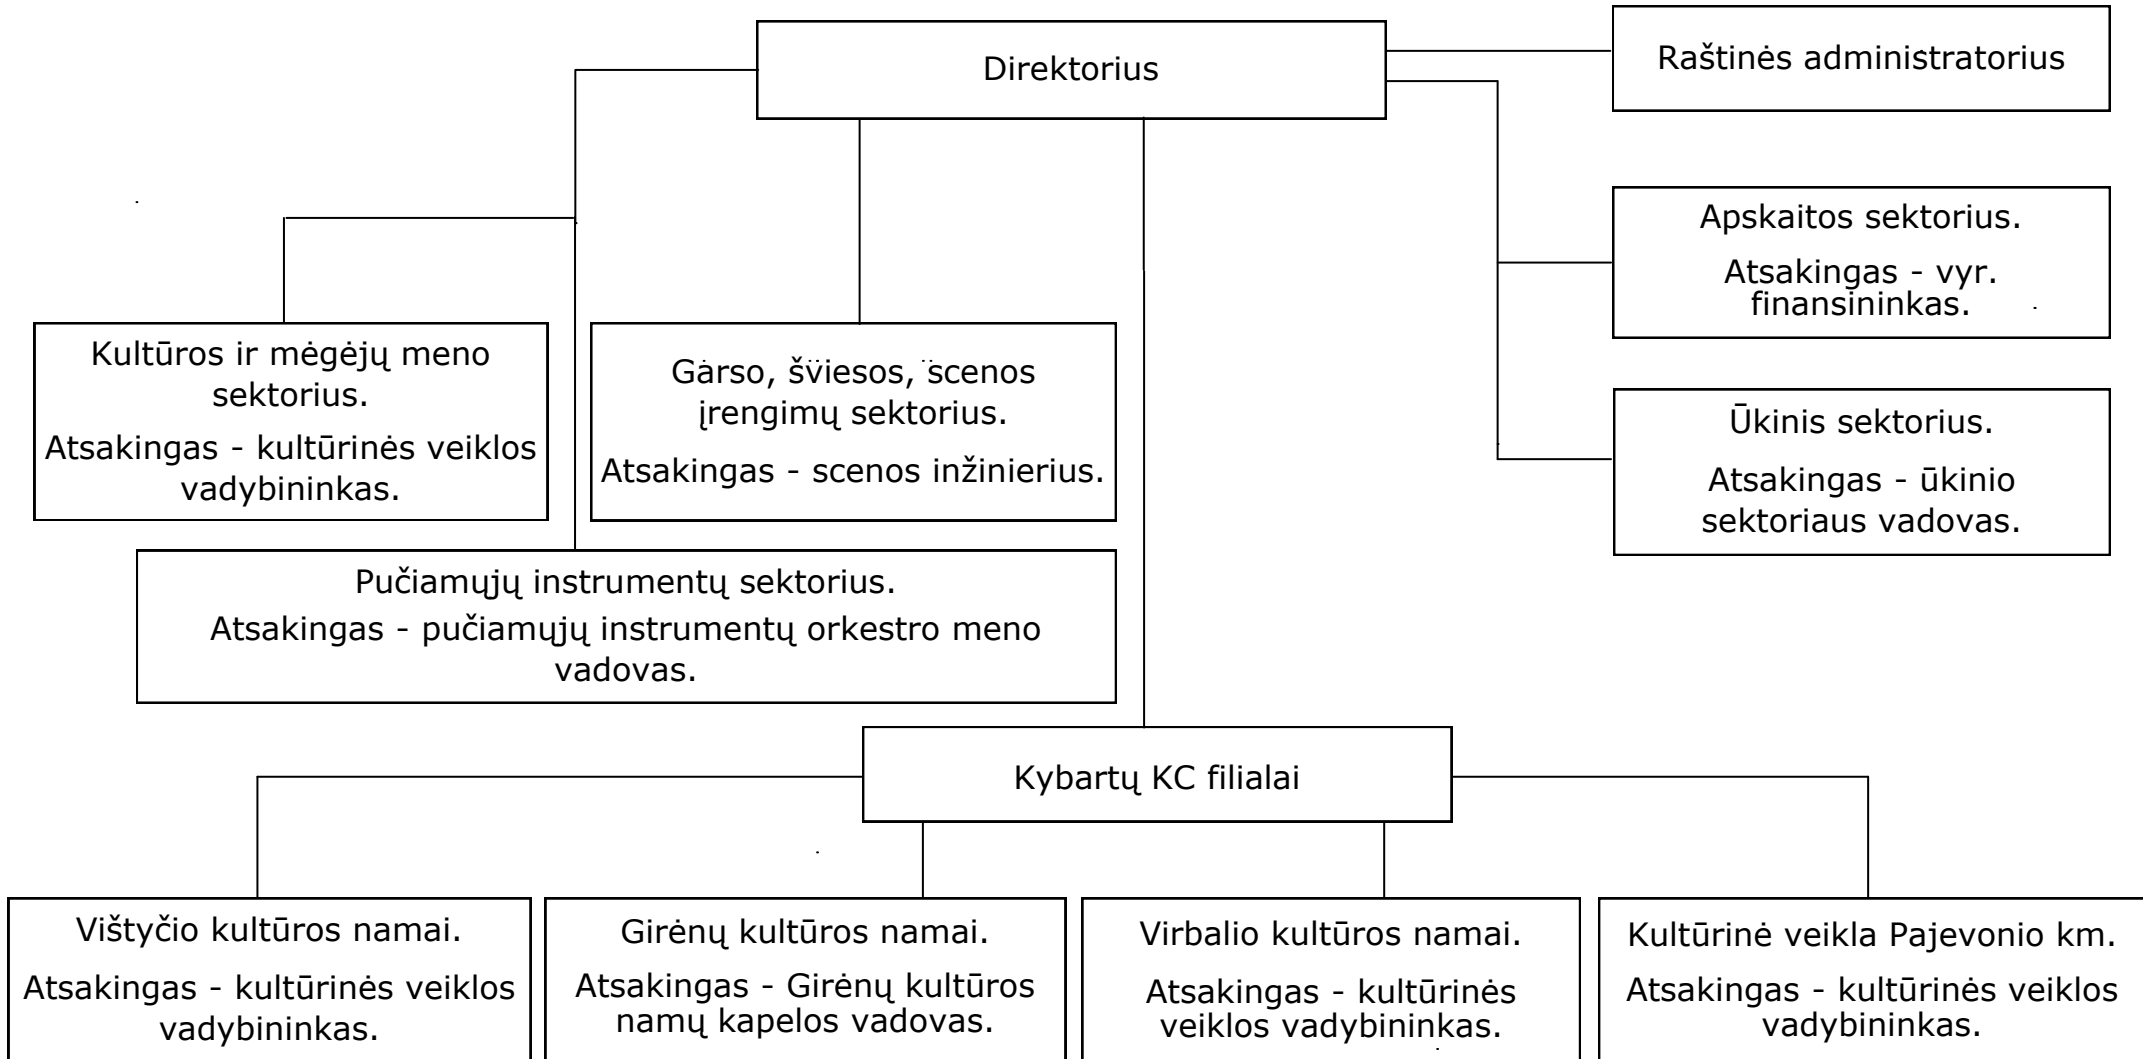 Direktorius
Raštinės administratorius
Apskaitos sektorius.
Atsakingas - vyr.
finansininkas.
Kultūros ir mėgėjų meno
sektorius.
Atsakingas - kultūrinės veiklos
vadybininkas.
Garso, šviesos, scenos
įrengimų sektorius.
Atsakingas - scenos inžinierius.
Ūkinis sektorius.
Atsakingas - ūkinio
sektoriaus vadovas.
Pučiamųjų instrumentų sektorius.
Atsakingas - pučiamųjų instrumentų orkestro meno
vadovas.
Kybartų KC filialai
Vištyčio kultūros namai.
Atsakingas - kultūrinės veiklos
vadybininkas.
Girėnų kultūros namai.
Atsakingas - Girėnų kultūros
namų kapelos vadovas.
Virbalio kultūros namai.
Atsakingas - kultūrinės
veiklos vadybininkas.
Kultūrinė veikla Pajevonio km.
Atsakingas - kultūrinės veiklos
vadybininkas.